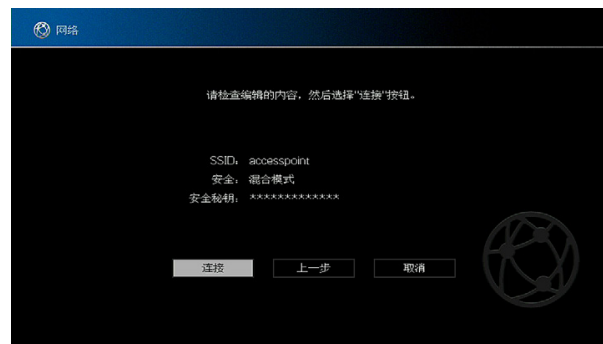 网络
请检查编辑的内容，然后选择"连接"按钮。
SSID: accesspoint
安全: 混合模式
安全秘钥: *************
连接 上一步 取消